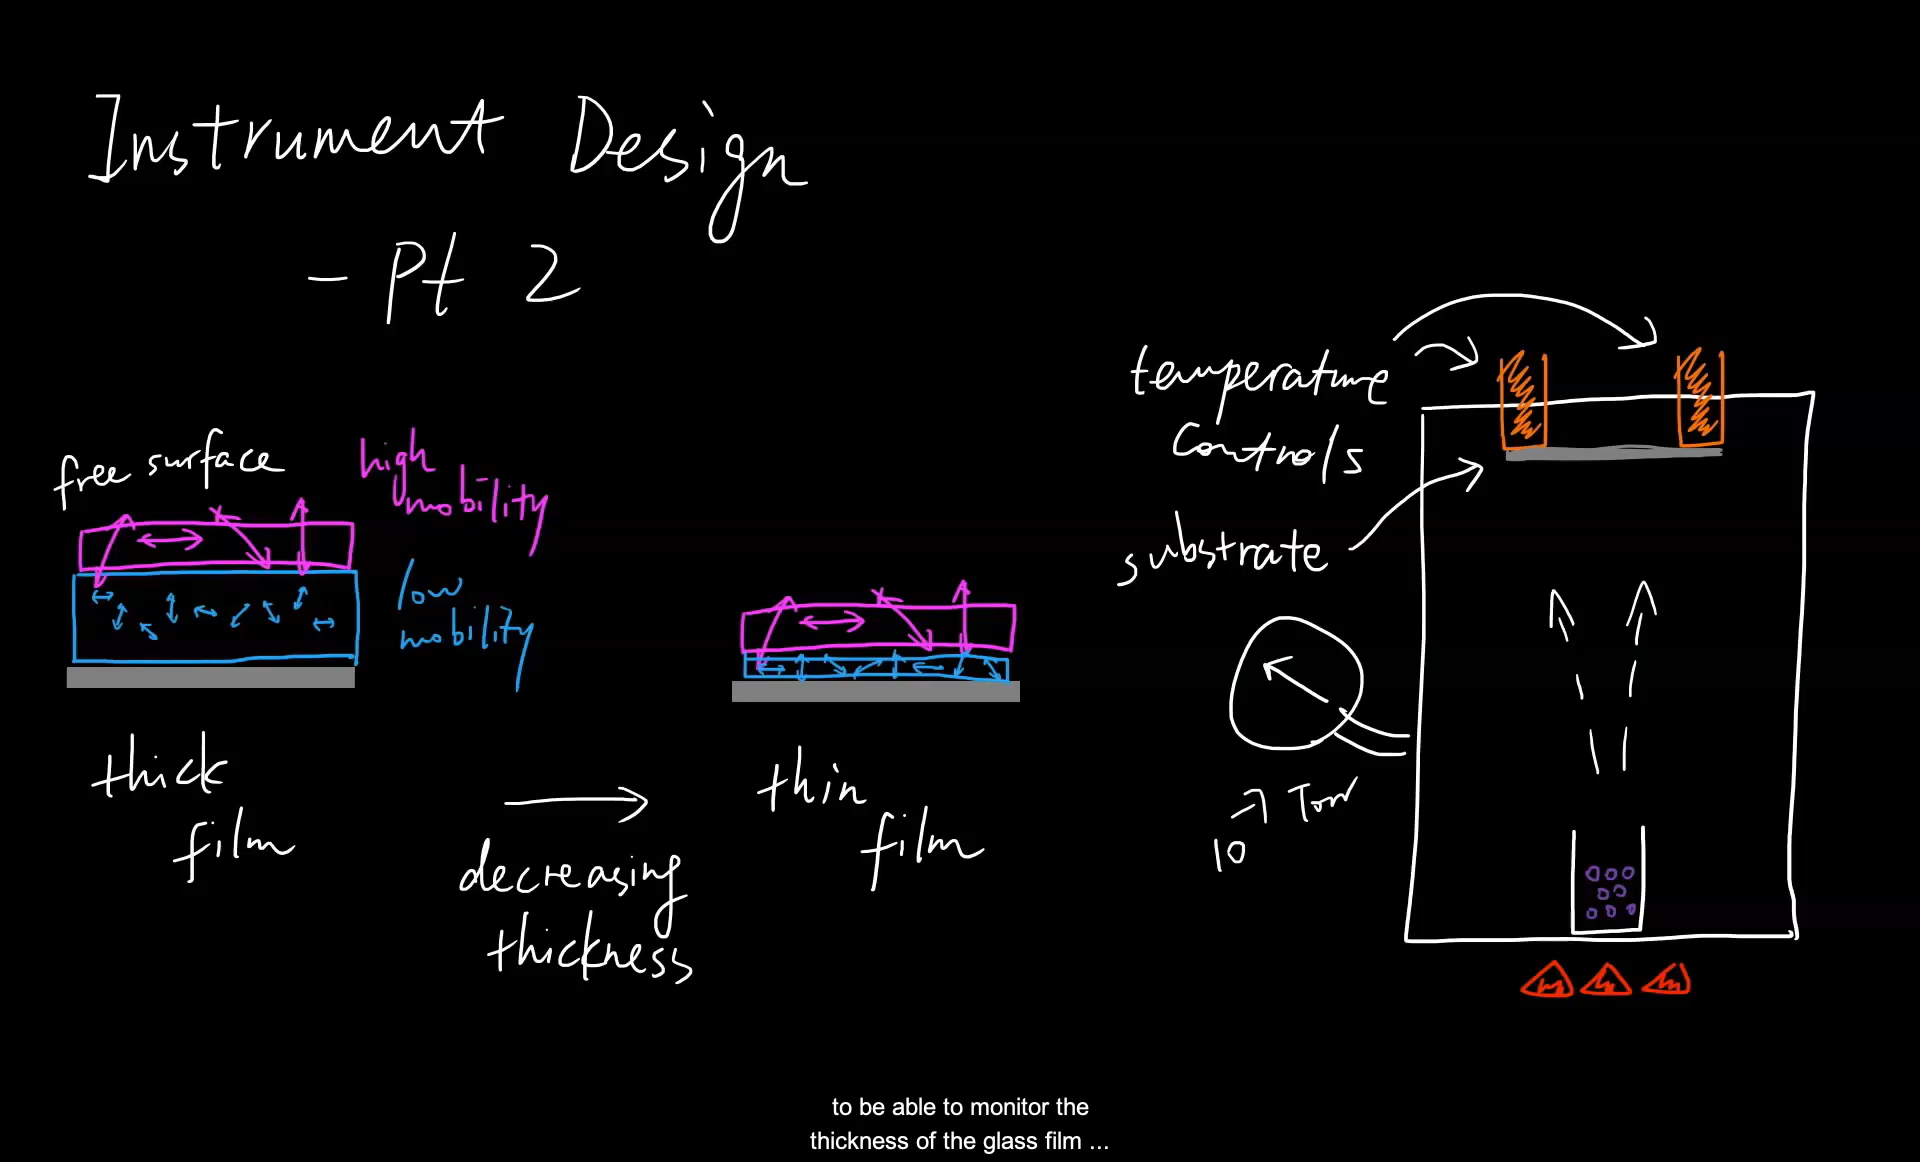 Instrument Design
- Pt 2
free surface
high
mobility
low
mobility
thick
film
decreasing
thickness
thin
film
temperature
controls
substrate
10⁻⁷ Torr
to be able to monitor the
thickness of the glass film ...